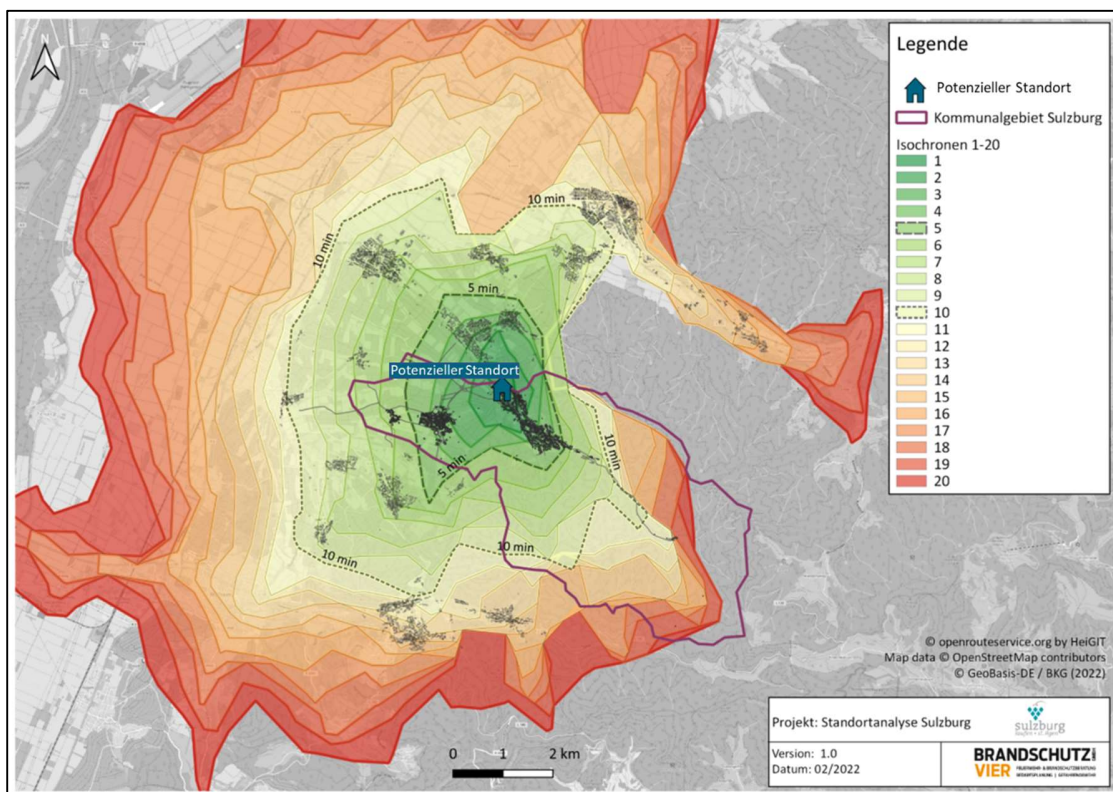 N
Legende
Potenzieller Standort
Kommunalgebiet Sulzburg
Isochronen 1-20
1
2
3
4
5
6
7
8
9
10
11
12
13
14
15
16
17
18
19
20
10 min
10 min
10 min
5 min
Potenzieller Standort
5 min
10 min
10 min
10 min
© openrouteservice.org by HeiGIT
Map data © OpenStreetMap contributors
© GeoBasis-DE / BKG (2022)
0 1 2 km
Projekt: Standortanalyse Sulzburg
sulzburg
Version: 1.0
Datum: 02/2022
BRANDSCHUTZ
VIER